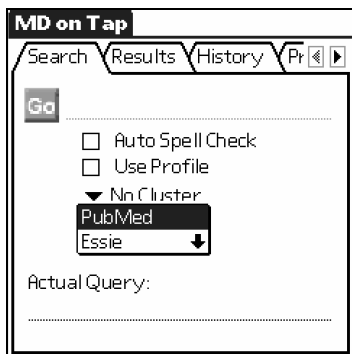 MD on Tap
Search Results History Pr
Go
Auto Spell Check
Use Profile
No Cluster
PubMed
Essie
Actual Query: